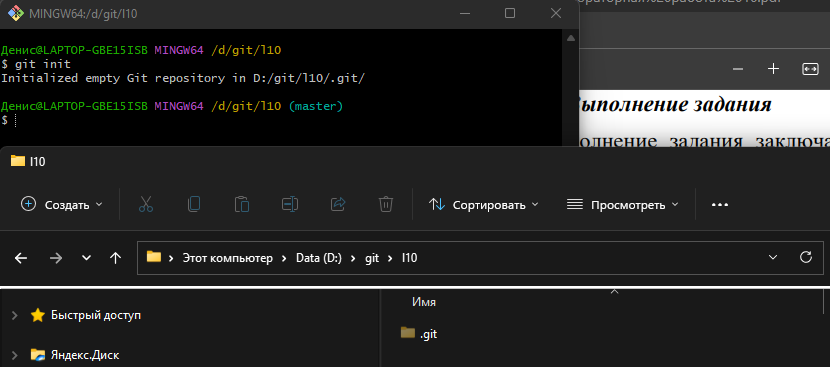 MINGW64:/d/git/l10
Денис@LAPTOP-GBE15ISB MINGW64 /d/git/l10
$ git init
Initialized empty Git repository in D:/git/l10/.git/
Денис@LAPTOP-GBE15ISB MINGW64 /d/git/l10 (master)
$
ыполнение задания
олнение задания заключа
l10
Создать
Сортировать
Просмотреть
Этот компьютер
Data (D:)
git
l10
Имя
Быстрый доступ
.git
Яндекс.Диск